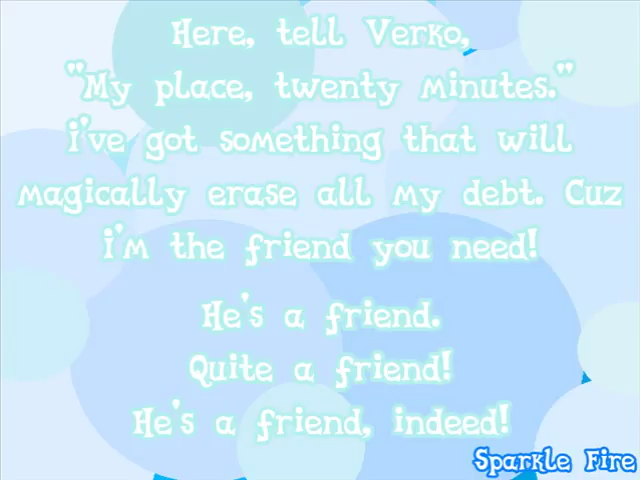 Here, tell Verko,
"My place, twenty minutes."
i've got something that will
magically erase all my debt. Cuz
i'm the friend you need!
He's a friend.
Quite a friend!
He's a friend, indeed!
Sparkle Fire